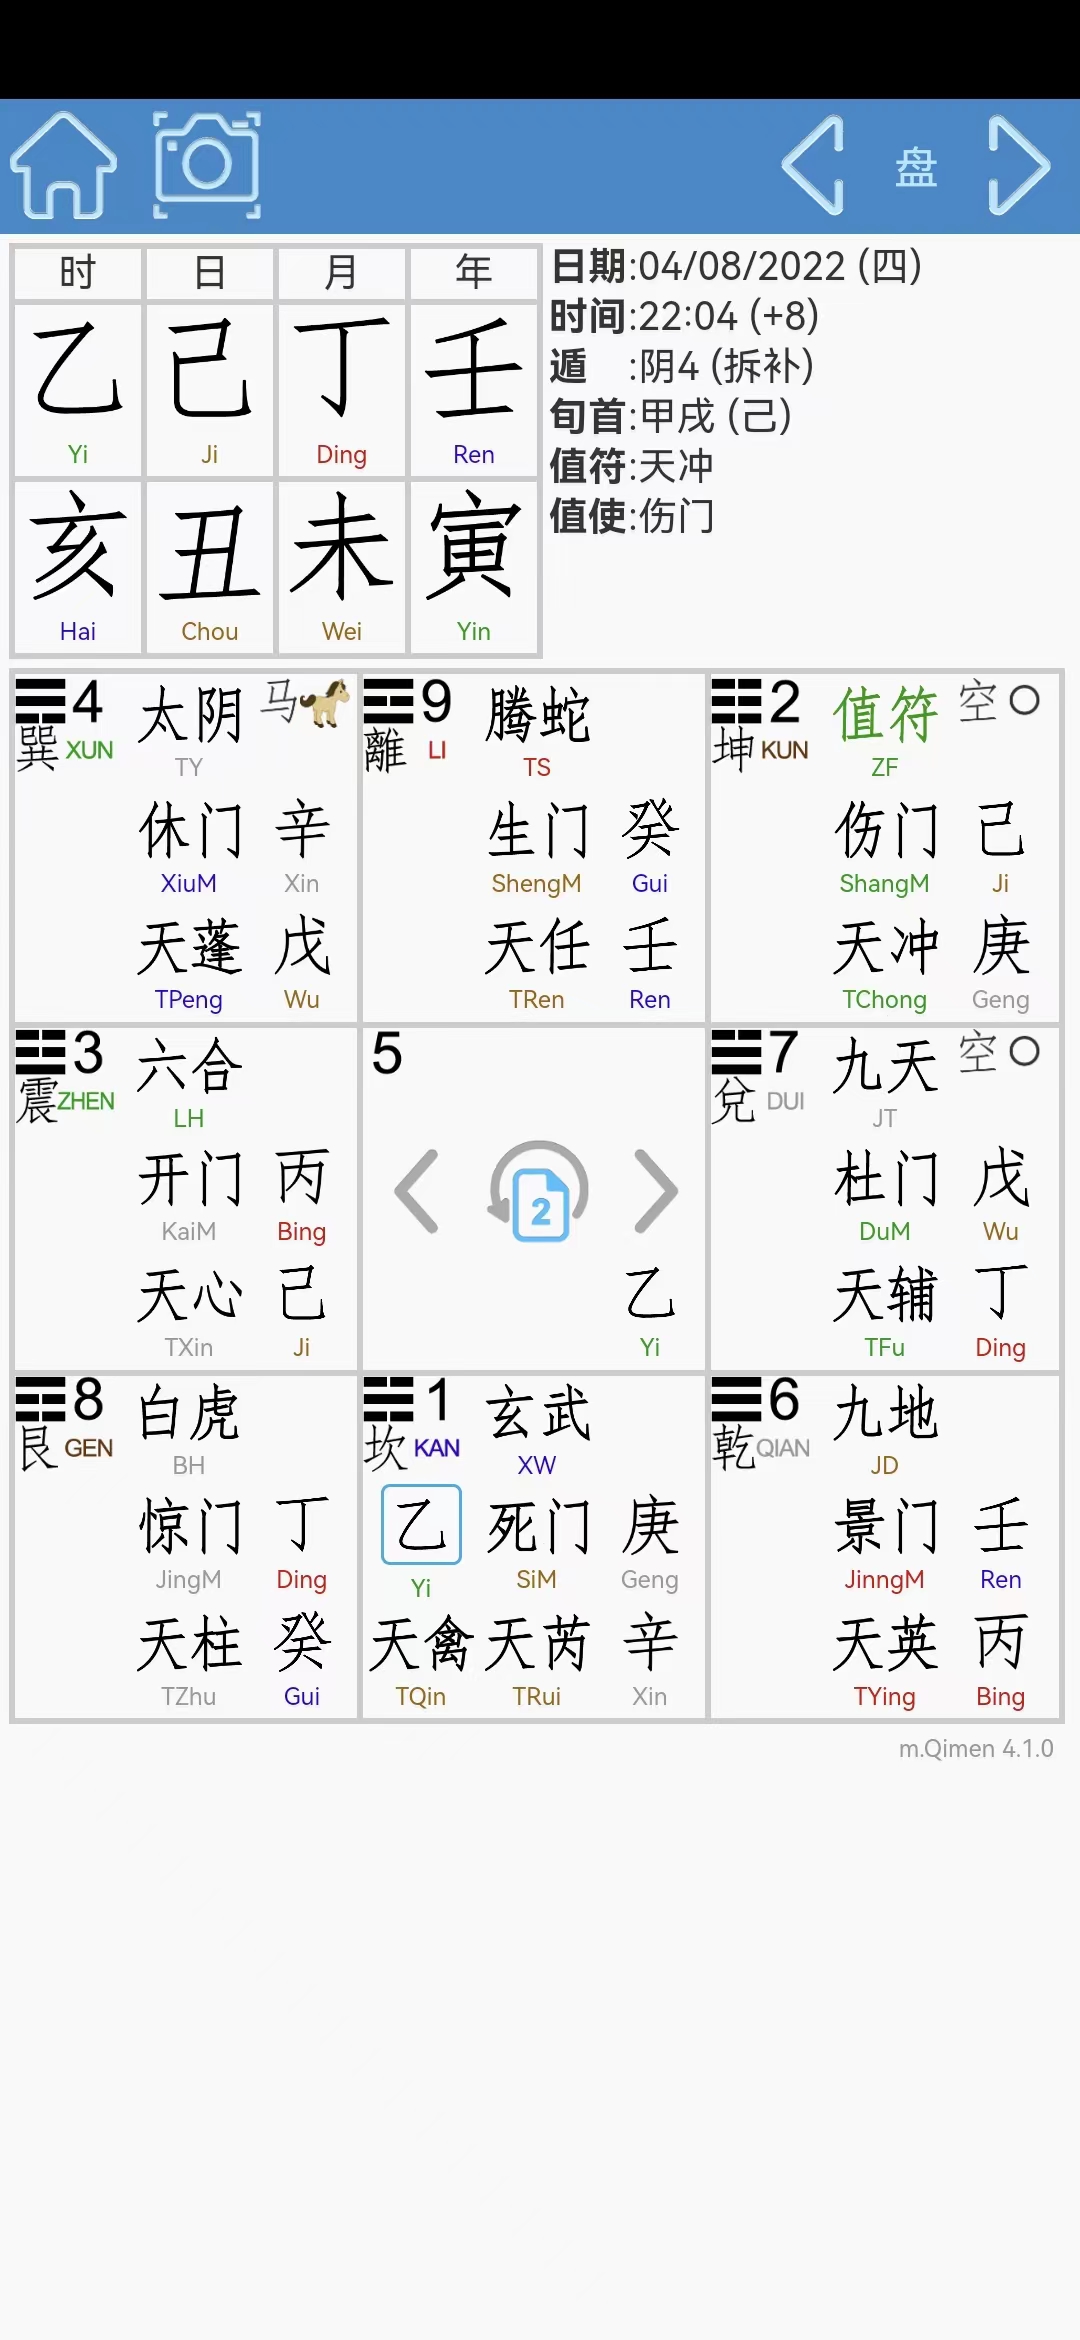 盘
时 日 月 年
乙 己 丁 壬
Yi Ji Ding Ren
亥 丑 未 寅
Hai Chou Wei Yin
日期:04/08/2022 (四)
时间:22:04 (+8)
遁 :阴4 (拆补)
旬首:甲戌 (己)
值符:天冲
值使:伤门
4 太阴 马
巽 XUN TY
休门 辛
XiuM Xin
天蓬 戊
TPeng Wu
9 腾蛇
離 LI TS
生门 癸
ShengM Gui
天任 壬
TRen Ren
2 值符 空
坤 KUN ZF
伤门 己
ShangM Ji
天冲 庚
TChong Geng
3 六合
震 ZHEN LH
开门 丙
KaiM Bing
天心 己
TXin Ji
5
2
乙
Yi
7 九天 空
兌 DUI JT
杜门 戊
DuM Wu
天辅 丁
TFu Ding
8 白虎
艮 GEN BH
惊门 丁
JingM Ding
天柱 癸
TZhu Gui
1 玄武
坎 KAN XW
乙 死门 庚
Yi SiM Geng
天禽 天芮 辛
TQin TRui Xin
6 九地
乾 QIAN JD
景门 壬
JinngM Ren
天英 丙
TYing Bing
m.Qimen 4.1.0